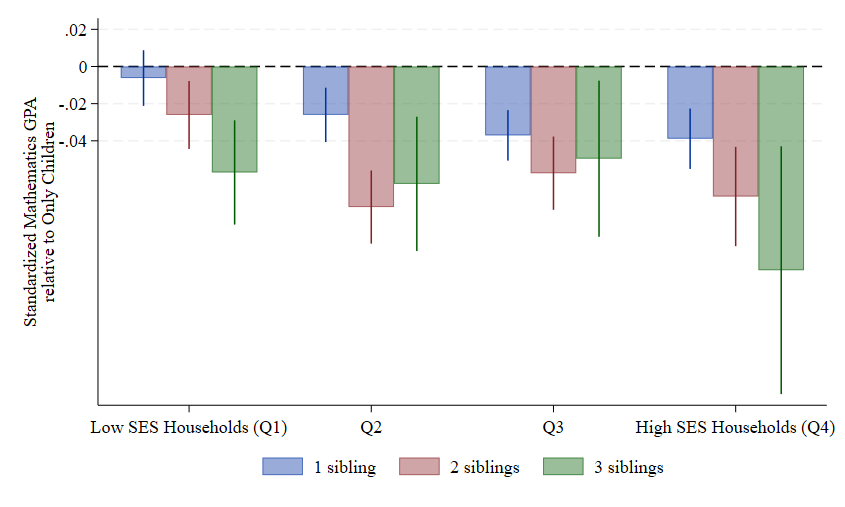 Standardized Mathematics GPA
relative to Only Children
.02
0
-.02
-.04
Low SES Households (Q1)
Q2
Q3
High SES Households (Q4)
1 sibling
2 siblings
3 siblings